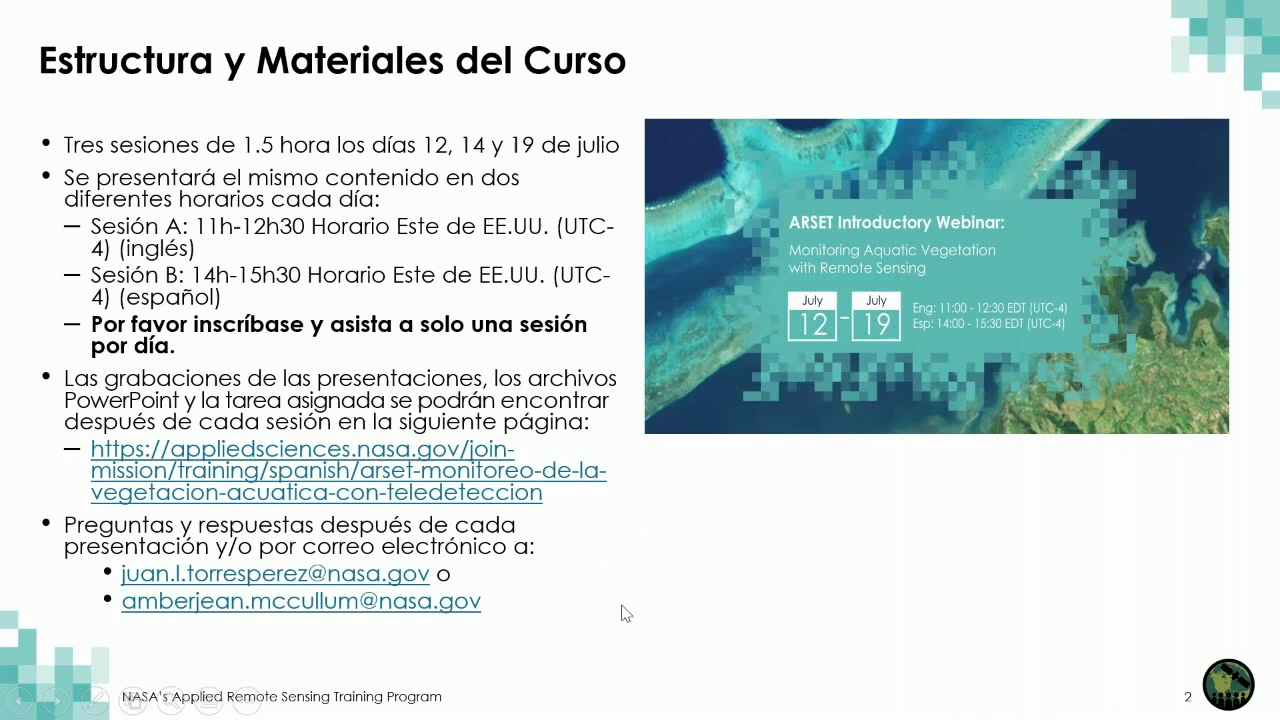 Estructura y Materiales del Curso
• Tres sesiones de 1.5 hora los días 12, 14 y 19 de julio
• Se presentará el mismo contenido en dos
diferentes horarios cada día:
– Sesión A: 11h-12h30 Horario Este de EE.UU. (UTC-
4) (inglés)
– Sesión B: 14h-15h30 Horario Este de EE.UU. (UTC-
4) (español)
– Por favor inscríbase y asista a solo una sesión
por día.
• Las grabaciones de las presentaciones, los archivos
PowerPoint y la tarea asignada se podrán encontrar
después de cada sesión en la siguiente página:
– https://appliedsciences.nasa.gov/join-
mission/training/spanish/arset-monitoreo-de-la-
vegetacion-acuatica-con-teledeteccion
• Preguntas y respuestas después de cada
presentación y/o por correo electrónico a:
• juan.l.torresperez@nasa.gov o
• amberjean.mccullum@nasa.gov
ARSET Introductory Webinar:
Monitoring Aquatic Vegetation
with Remote Sensing
July 12 - July 19
Eng: 11:00 - 12:30 EDT (UTC-4)
Esp: 14:00 - 15:30 EDT (UTC-4)
NASA's Applied Remote Sensing Training Program
2